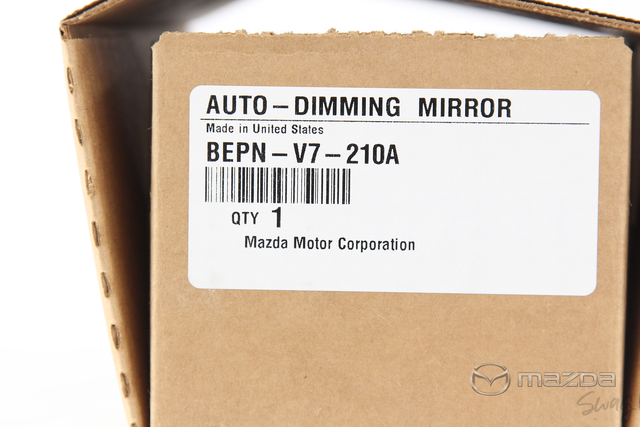 AUTO-DIMMING MIRROR
Made in United States
BEPN-V7-210A
QTY 1
Mazda Motor Corporation
mazda